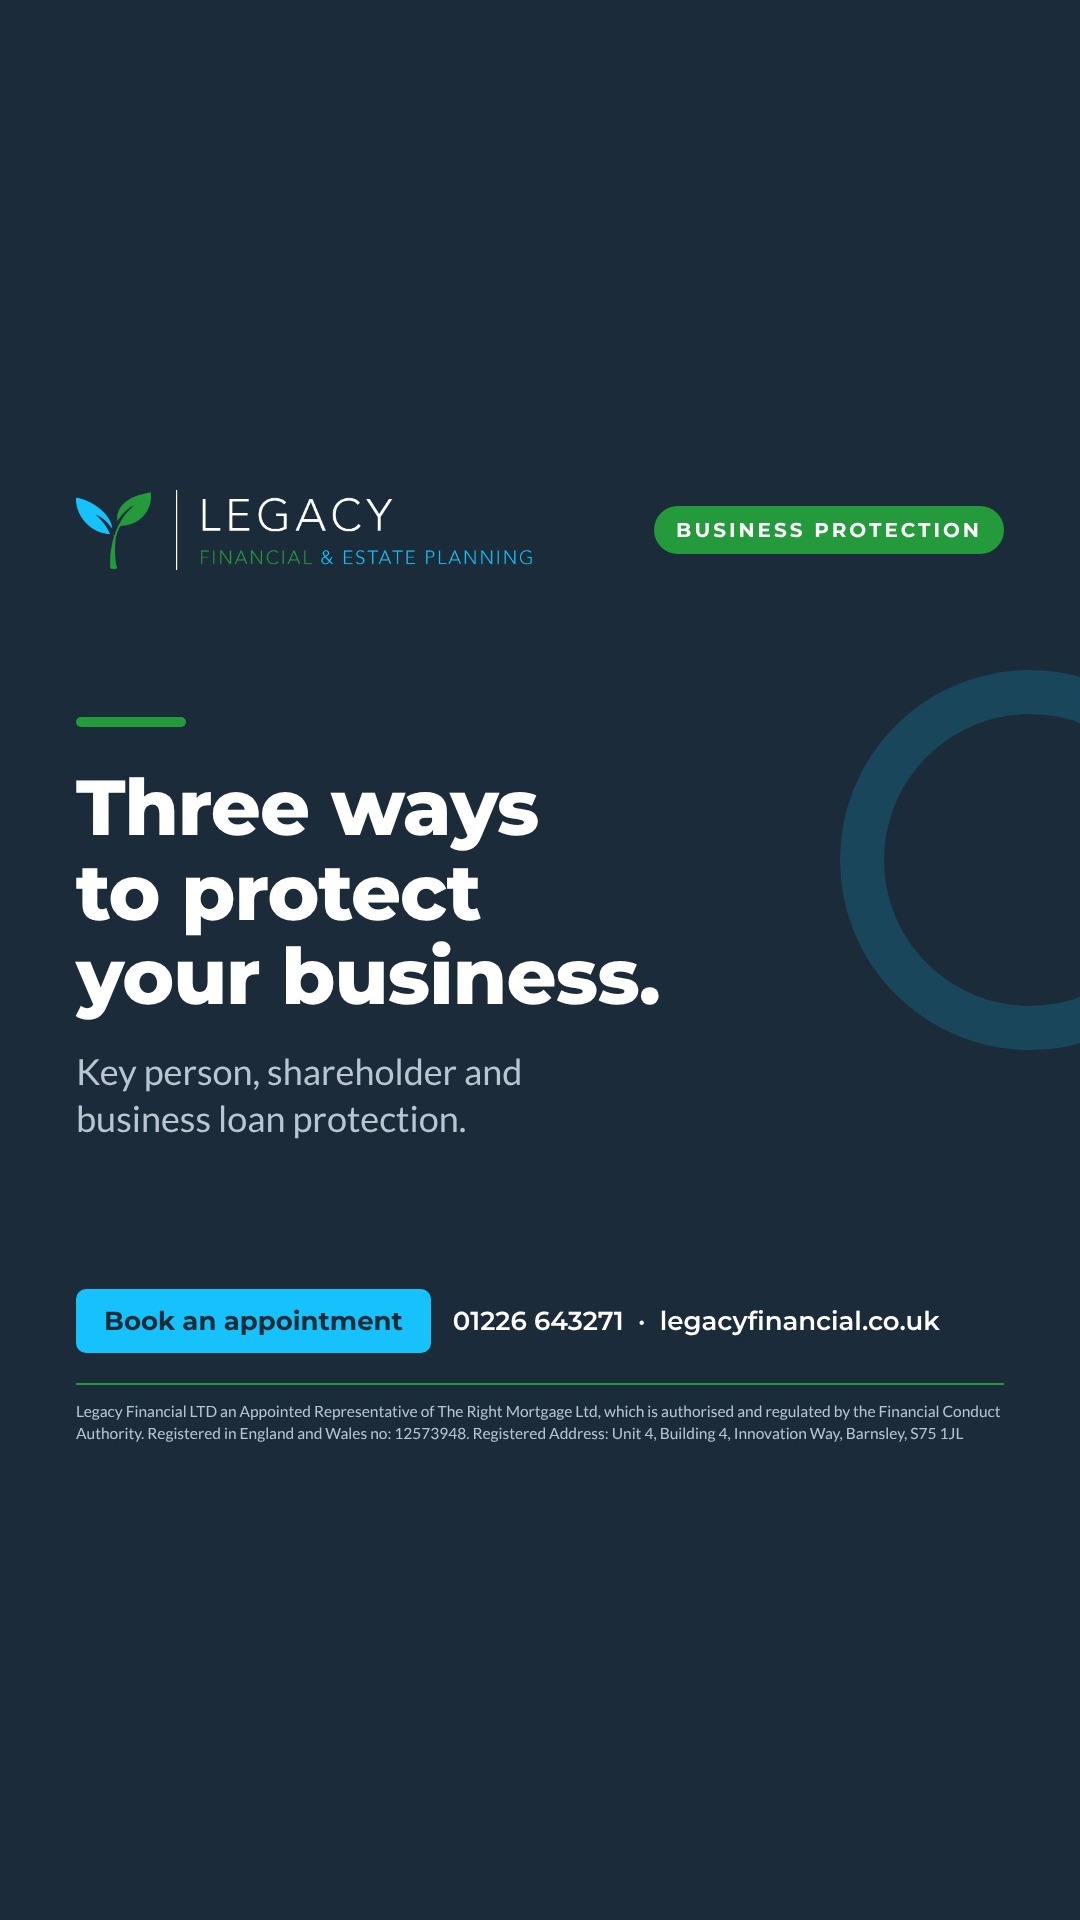 LEGACY
FINANCIAL & ESTATE PLANNING
BUSINESS PROTECTION
Three ways
to protect
your business.
Key person, shareholder and
business loan protection.
Book an appointment
01226 643271 · legacyfinancial.co.uk
Legacy Financial LTD an Appointed Representative of The Right Mortgage Ltd, which is authorised and regulated by the Financial Conduct
Authority. Registered in England and Wales no: 12573948. Registered Address: Unit 4, Building 4, Innovation Way, Barnsley, S75 1JL